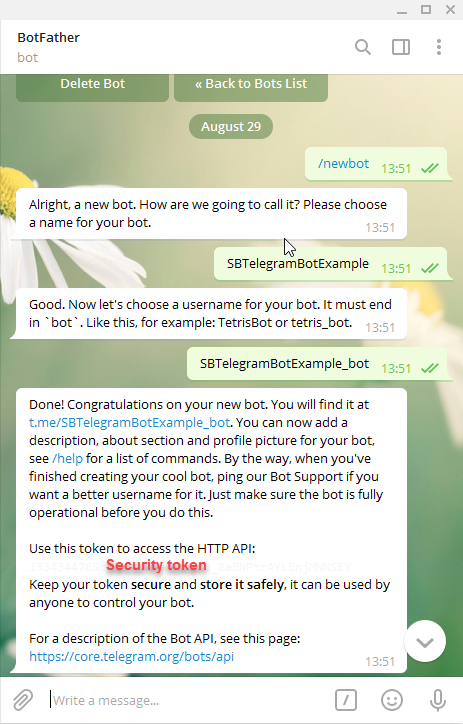 BotFather
bot
Delete Bot
« Back to Bots List
August 29
/newbot 13:51
Alright, a new bot. How are we going to call it? Please choose
a name for your bot. 13:51
SBTelegramBotExample 13:51
Good. Now let's choose a username for your bot. It must end
in `bot`. Like this, for example: TetrisBot or tetris_bot. 13:51
SBTelegramBotExample_bot 13:51
Done! Congratulations on your new bot. You will find it at
t.me/SBTelegramBotExample_bot. You can now add a
description, about section and profile picture for your bot,
see /help for a list of commands. By the way, when you've
finished creating your cool bot, ping our Bot Support if you
want a better username for it. Just make sure the bot is fully
operational before you do this.
Use this token to access the HTTP API:
Security token
Keep your token secure and store it safely, it can be used by
anyone to control your bot.
For a description of the Bot API, see this page:
https://core.telegram.org/bots/api 13:51
Write a message...